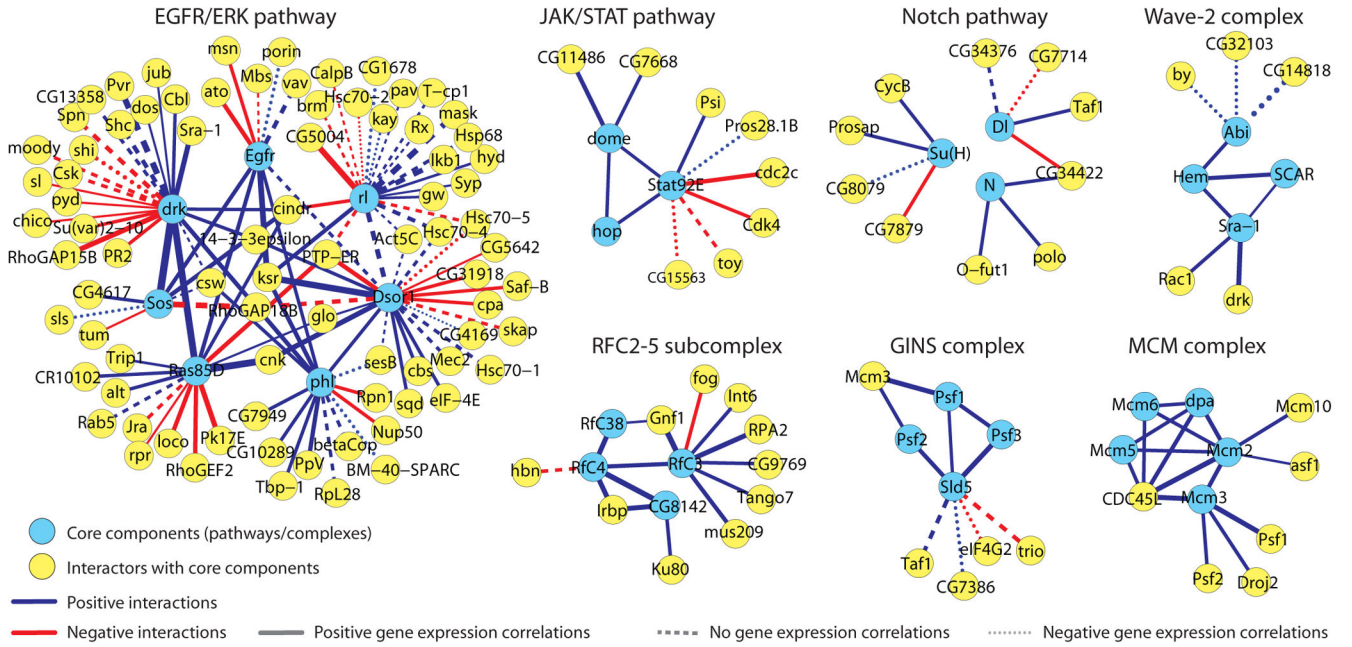 EGFR/ERK pathway
msn
porin
Mbs
vav
CalpB
CG1678
ato
brm
Hsc70−2
pav
T−cp1
kay
mask
CG5004
Rx
Hsp68
jub
Pvr
CG13358
Cbl
dos
Spn
Shc
Sra−1
moody
shi
Csk
sl
pyd
chico
Su(var)2−10
RhoGAP15B
PR2
Egfr
Ikb1
hyd
drk
rl
gw
Syp
cindr
Hsc70−5
14−3−3epsilon
Act5C
Hsc70−4
PTP−ER
CG5642
ksr
CG31918
csw
Saf−B
CG4617
Sos
Dsor1
cpa
sls
RhoGAP18B
glo
skap
tum
CG4169
Trip1
cnk
sesB
Mec2
CR10102
Ras85D
phl
cbs
Hsc70−1
alt
Rpn1
Rab5
CG7949
sqd
eIF−4E
Jra
Pk17E
Nup50
loco
betaCop
rpr
CG10289
RhoGEF2
PpV
BM−40−SPARC
Tbp−1
RpL28
JAK/STAT pathway
CG11486
CG7668
Psi
dome
Pros28.1B
Stat92E
cdc2c
hop
Cdk4
toy
CG15563
Notch pathway
CG34376
CG7714
CycB
Taf1
Prosap
Dl
Su(H)
CG8079
N
CG34422
CG7879
O−fut1
polo
Wave-2 complex
CG32103
by
CG14818
Abi
Hem
SCAR
Sra−1
Rac1
drk
RFC2-5 subcomplex
fog
Int6
RfC38
Gnf1
RPA2
hbn
RfC4
RfC3
CG9769
Irbp
CG8142
Tango7
mus209
Ku80
GINS complex
Mcm3
Psf1
Psf2
Psf3
Sld5
eIF4G2
trio
Taf1
CG7386
MCM complex
Mcm6
dpa
Mcm10
Mcm5
Mcm2
asf1
CDC45L
Mcm3
Psf1
Psf2
Droj2
Core components (pathways/complexes)
Interactors with core components
Positive interactions
Negative interactions
Positive gene expression correlations
No gene expression correlations
Negative gene expression correlations